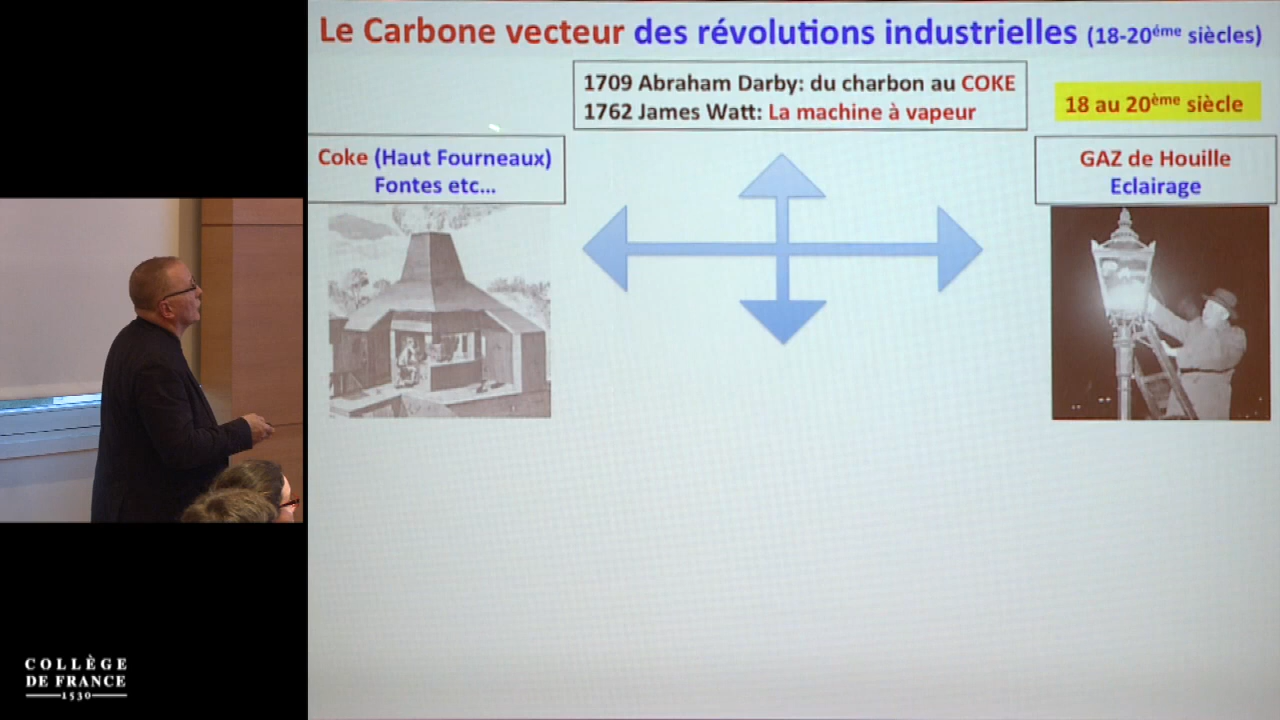 Le Carbone vecteur des révolutions industrielles (18-20éme siècles)
1709 Abraham Darby: du charbon au COKE
1762 James Watt: La machine à vapeur
18 au 20ème siècle
Coke (Haut Fourneaux)
Fontes etc...
GAZ de Houille
Eclairage
COLLÈGE
DE FRANCE
1530